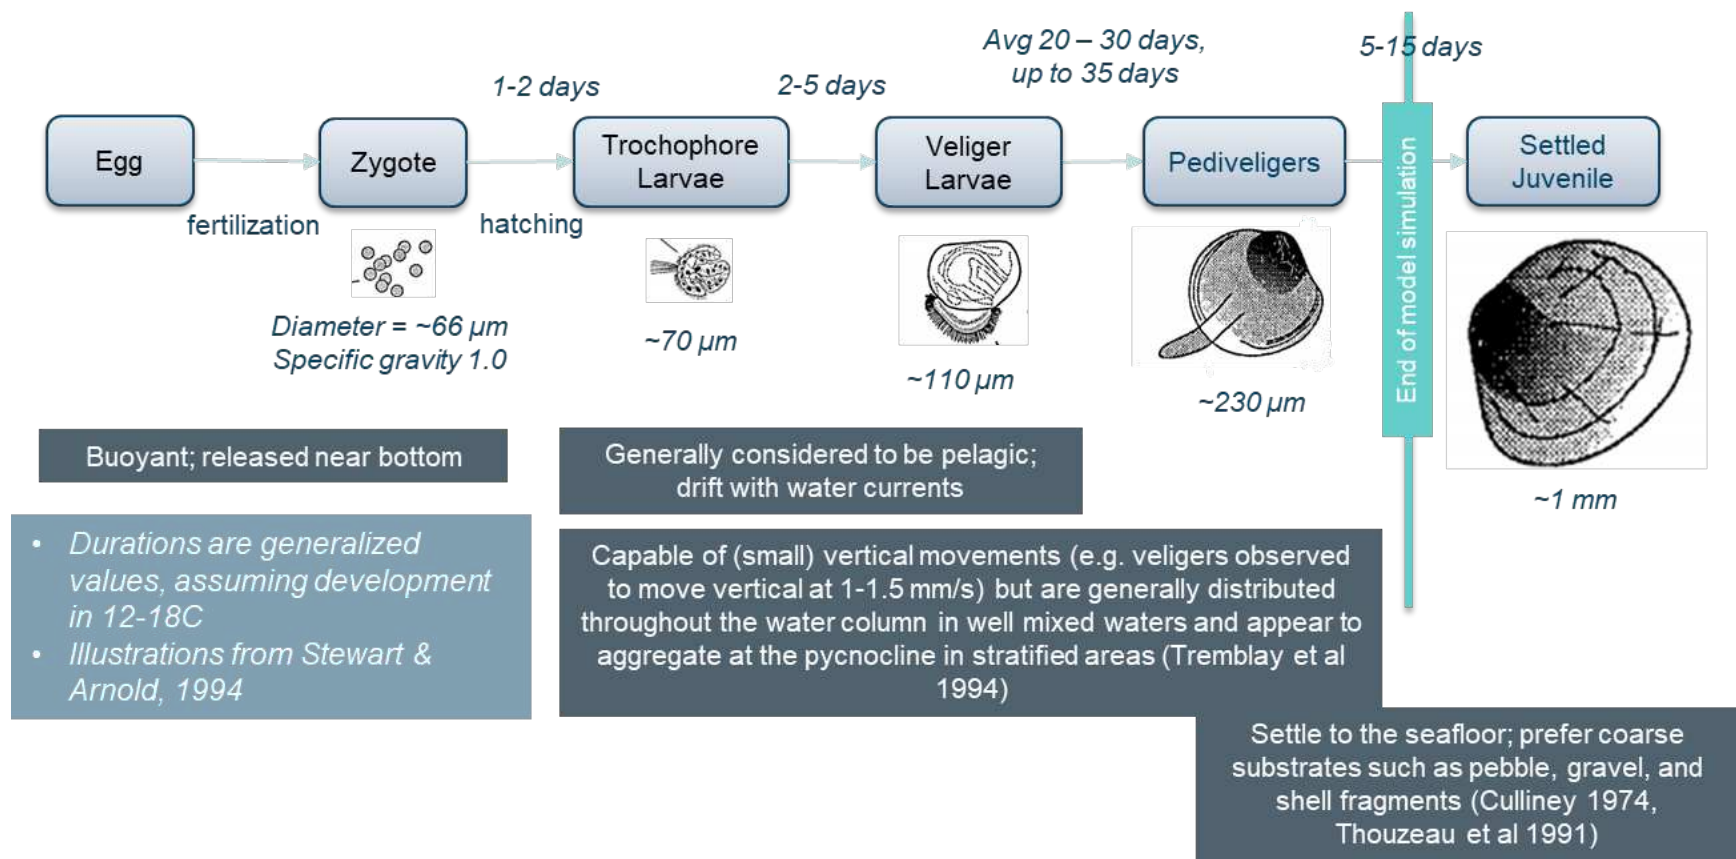 Avg 20 – 30 days,
up to 35 days
5-15 days
1-2 days
2-5 days
Egg
Zygote
Trochophore
Larvae
Veliger
Larvae
Pediveligers
End of model simulation
Settled
Juvenile
fertilization
hatching
Diameter = ~66 µm
Specific gravity 1.0
~70 µm
~110 µm
~230 µm
~1 mm
Buoyant; released near bottom
Generally considered to be pelagic;
drift with water currents
• Durations are generalized
values, assuming development
in 12-18C
• Illustrations from Stewart &
Arnold, 1994
Capable of (small) vertical movements (e.g. veligers observed
to move vertical at 1-1.5 mm/s) but are generally distributed
throughout the water column in well mixed waters and appear to
aggregate at the pycnocline in stratified areas (Tremblay et al
1994)
Settle to the seafloor; prefer coarse
substrates such as pebble, gravel, and
shell fragments (Culliney 1974,
Thouzeau et al 1991)